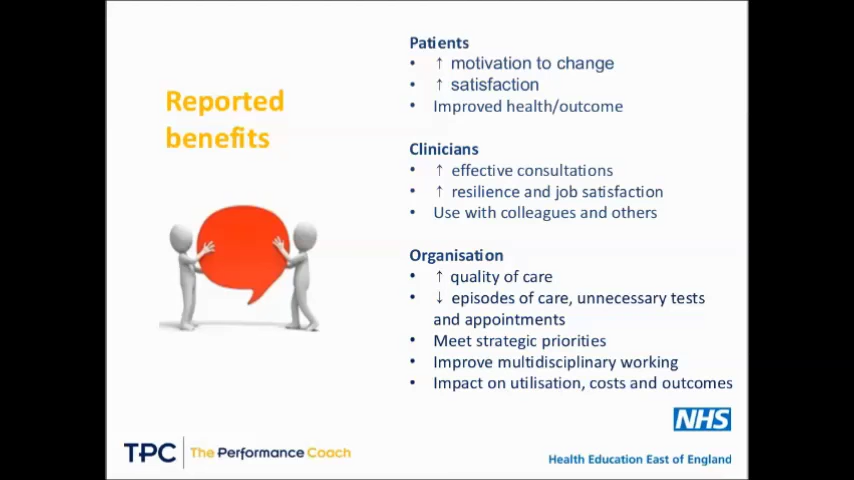 Reported
benefits
Patients
• ↑ motivation to change
• ↑ satisfaction
• Improved health/outcome
Clinicians
• ↑ effective consultations
• ↑ resilience and job satisfaction
• Use with colleagues and others
Organisation
• ↑ quality of care
• ↓ episodes of care, unnecessary tests
and appointments
• Meet strategic priorities
• Improve multidisciplinary working
• Impact on utilisation, costs and outcomes
TPC The Performance Coach
NHS
Health Education East of England